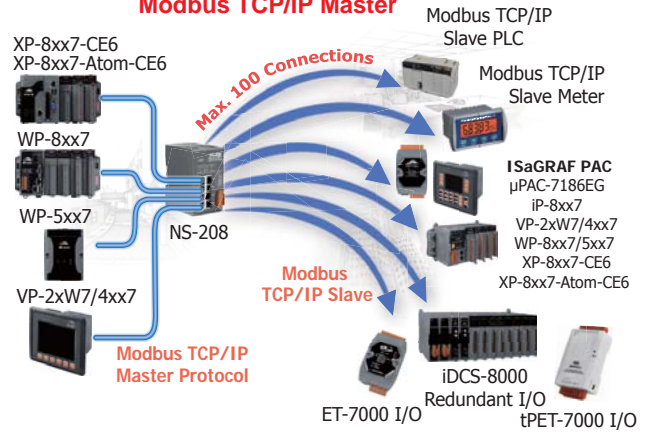 Modbus TCP/IP Master
XP-8xx7-CE6
XP-8xx7-Atom-CE6
WP-8xx7
WP-5xx7
VP-2xW7/4xx7
Modbus TCP/IP
Master Protocol
NS-208
Max. 100 Connections
Modbus
TCP/IP Slave
Modbus TCP/IP
Slave PLC
Modbus TCP/IP
Slave Meter
ISaGRAF PAC
µPAC-7186EG
iP-8xx7
VP-2xW7/4xx7
WP-8xx7/5xx7
XP-8xx7-CE6
XP-8xx7-Atom-CE6
iDCS-8000
Redundant I/O
ET-7000 I/O
tPET-7000 I/O